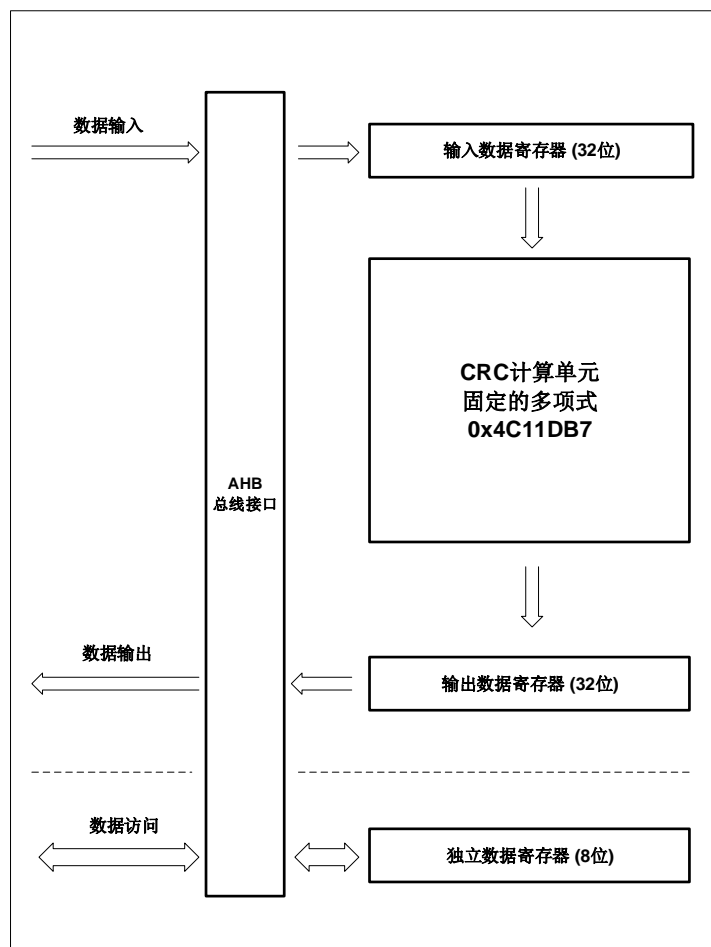 数据输入
输入数据寄存器 (32位)
CRC计算单元
固定的多项式
0x4C11DB7
AHB
总线接口
数据输出
输出数据寄存器 (32位)
数据访问
独立数据寄存器 (8位)